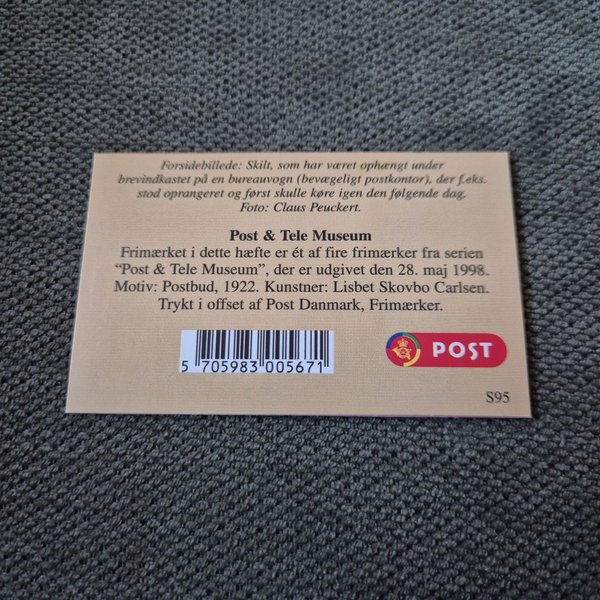 Forsidebillede: Skilt, som har været ophængt under
brevindkastet på en bureauvogn (bevægeligt postkontor), der f.eks.
stod oprangeret og først skulle køre igen den følgende dag.
Foto: Claus Peuckert.
Post & Tele Museum
Frimærket i dette hæfte er ét af fire frimærker fra serien
“Post & Tele Museum”, der er udgivet den 28. maj 1998.
Motiv: Postbud, 1922. Kunstner: Lisbet Skovbo Carlsen.
Trykt i offset af Post Danmark, Frimærker.
5 705983 005671
POST
S95